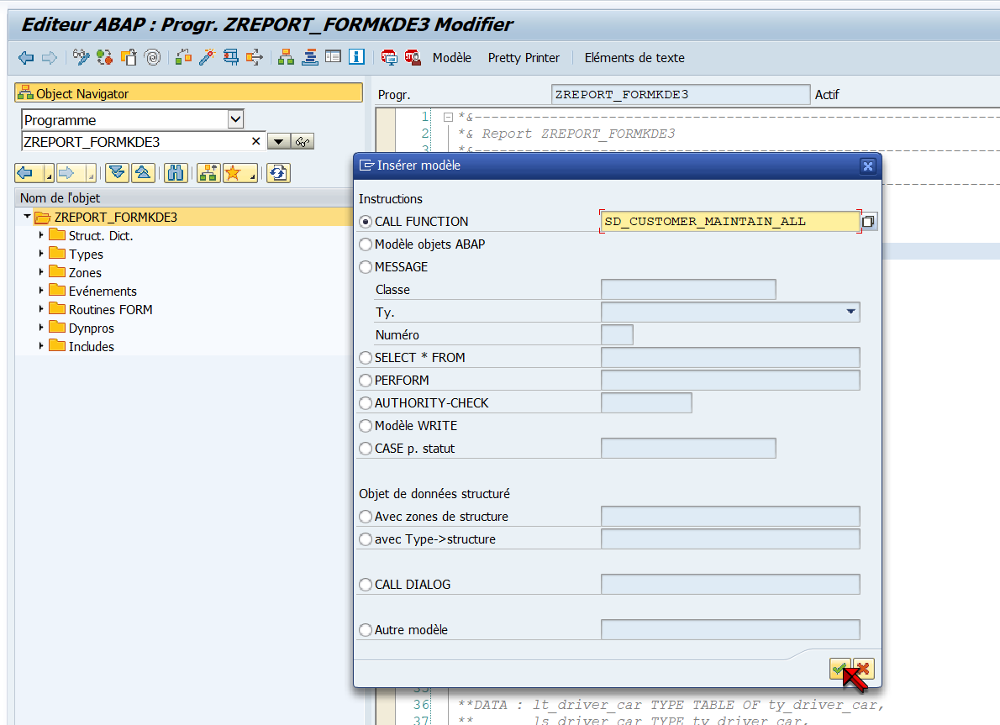 Editeur ABAP : Progr. ZREPORT_FORMKDE3 Modifier
Modèle Pretty Printer Eléments de texte
Object Navigator
Programme
ZREPORT_FORMKDE3
Nom de l'objet
ZREPORT_FORMKDE3
Struct. Dict.
Types
Zones
Evénements
Routines FORM
Dynpros
Includes
Progr. ZREPORT_FORMKDE3 Actif
1 *&---------------------------------------------------------------------
2 *& Report ZREPORT_FORMKDE3
3 *&---------------------------------------------------------------------
Insérer modèle
Instructions
CALL FUNCTION SD_CUSTOMER_MAINTAIN_ALL
Modèle objets ABAP
MESSAGE
Classe
Ty.
Numéro
SELECT * FROM
PERFORM
AUTHORITY-CHECK
Modèle WRITE
CASE p. statut
Objet de données structuré
Avec zones de structure
avec Type->structure
CALL DIALOG
Autre modèle
35
36 **DATA : lt_driver_car TYPE TABLE OF ty_driver_car,
37 ** ls_driver_car TYPE ty_driver_car,